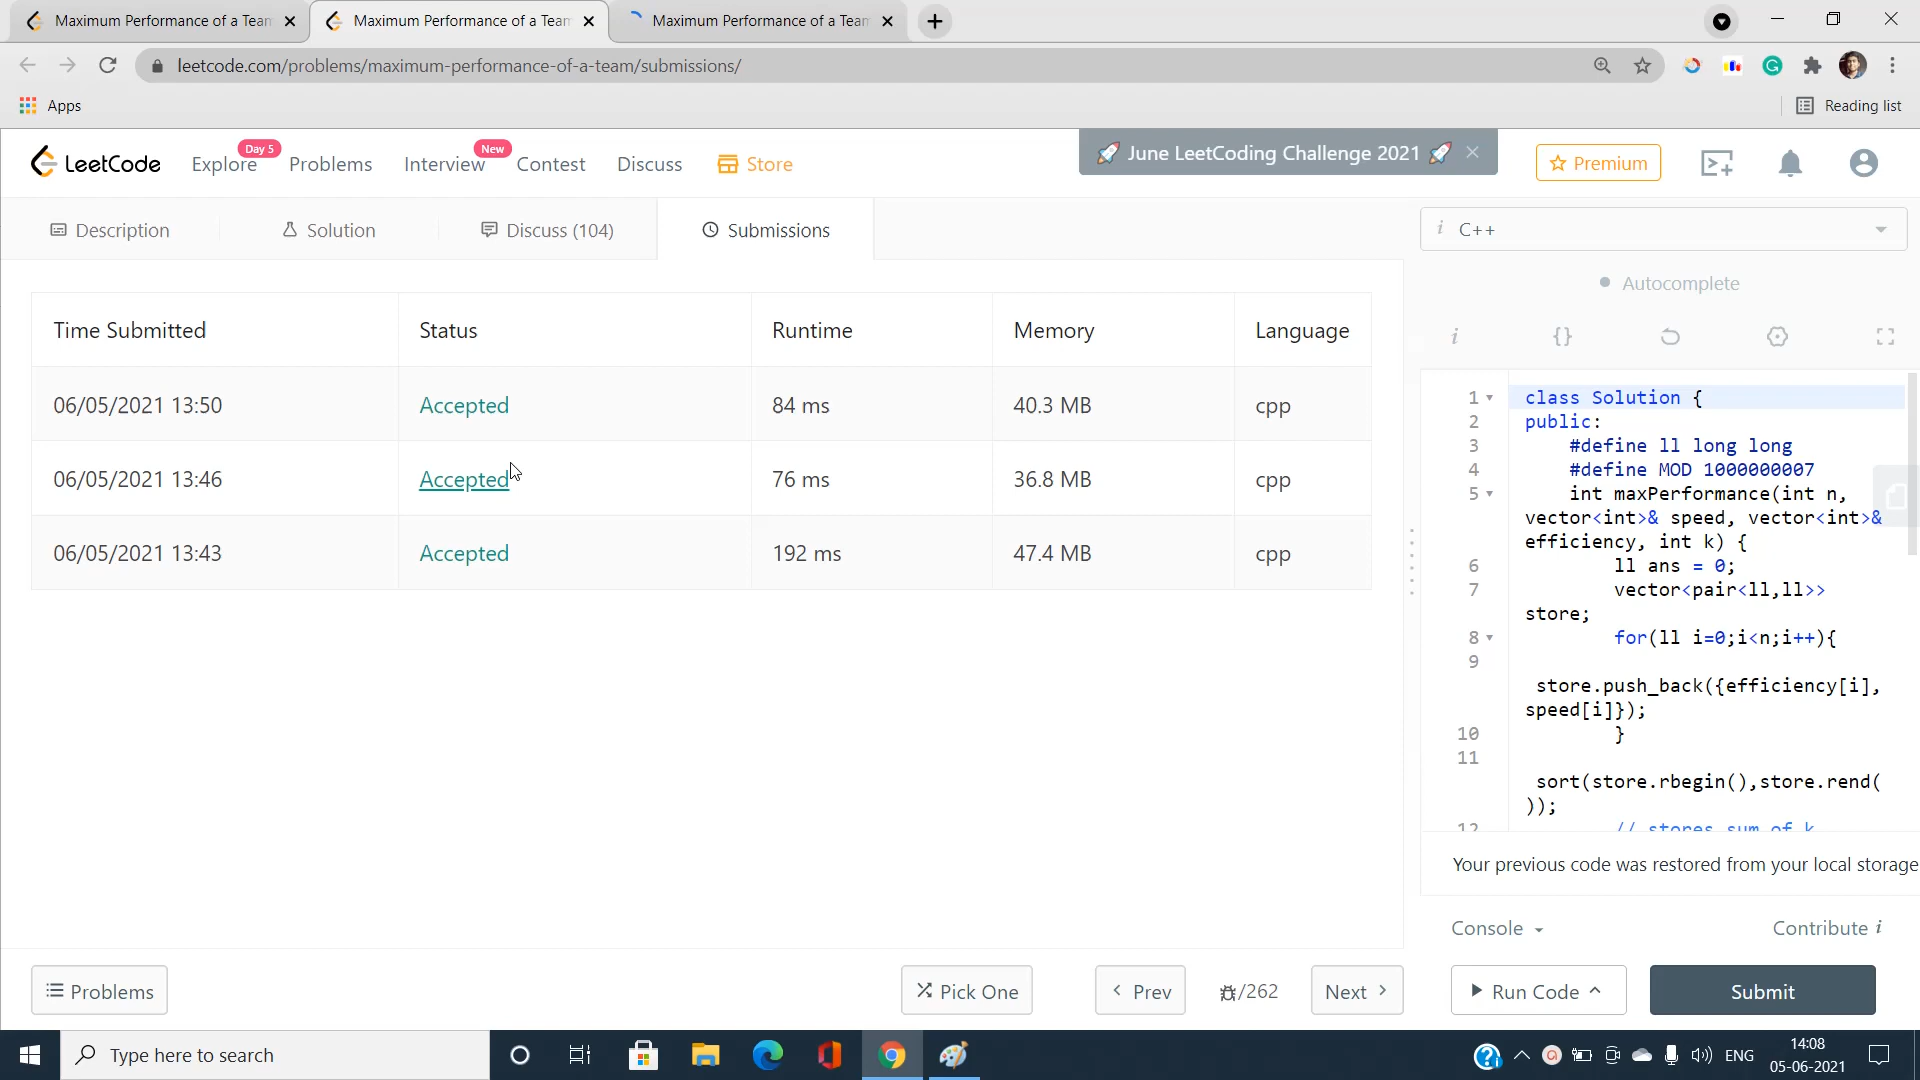 Maximum Performance of a Team
Maximum Performance of a Team
Maximum Performance of a Team
leetcode.com/problems/maximum-performance-of-a-team/submissions/
Apps
Reading list
LeetCode
Explore
Day 5
Problems
Interview
New
Contest
Discuss
Store
June LeetCoding Challenge 2021
Premium
Description
Solution
Discuss (104)
Submissions
i C++
Autocomplete
i {}
Time Submitted Status Runtime Memory Language
06/05/2021 13:50 Accepted 84 ms 40.3 MB cpp
06/05/2021 13:46 Accepted 76 ms 36.8 MB cpp
06/05/2021 13:43 Accepted 192 ms 47.4 MB cpp
1 class Solution {
2 public:
3 #define ll long long
4 #define MOD 1000000007
5 int maxPerformance(int n,
vector<int>& speed, vector<int>&
efficiency, int k) {
6 ll ans = 0;
7 vector<pair<ll,ll>>
store;
8 for(ll i=0;i<n;i++){
9
store.push_back({efficiency[i],
speed[i]});
10 }
11
sort(store.rbegin(),store.rend(
));
12 // stores sum of k
Your previous code was restored from your local storage
Console
Contribute i
Problems
Pick One
Prev
/262
Next
Run Code
Submit
Type here to search
ENG
14:08
05-06-2021